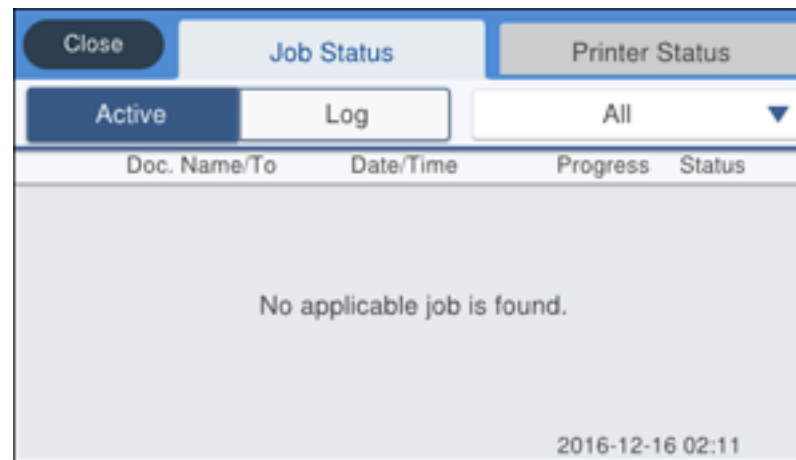 Close Job Status Printer Status
Active Log All
Doc. Name/To Date/Time Progress Status
No applicable job is found.
2016-12-16 02:11